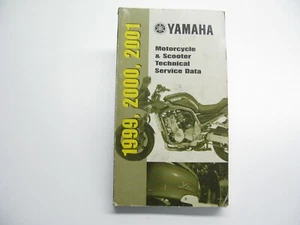 YAMAHA
Motorcycle
& Scooter
Technical
Service Data
1999, 2000, 2001